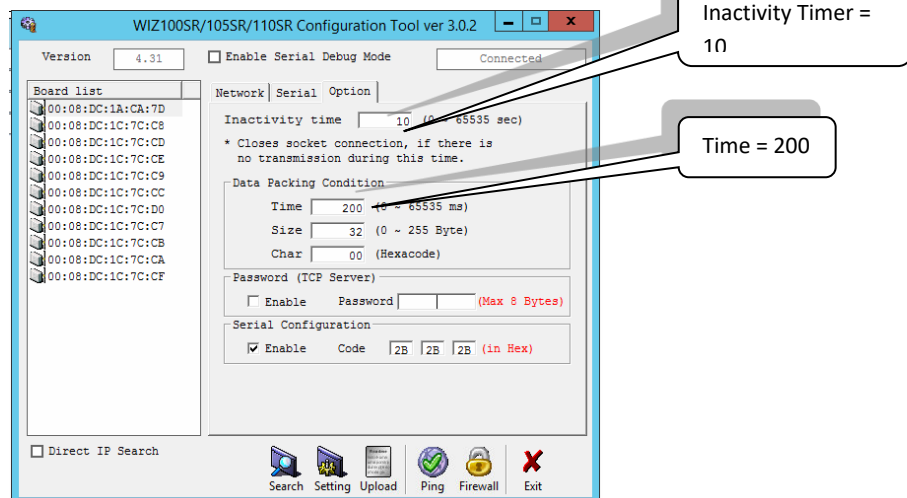 WIZ100SR/105SR/110SR Configuration Tool ver 3.0.2
Inactivity Timer =
10
Version 4.31
Enable Serial Debug Mode
Connected
Board list
00:08:DC:1A:CA:7D
00:08:DC:1C:7C:C8
00:08:DC:1C:7C:CD
00:08:DC:1C:7C:CE
00:08:DC:1C:7C:C9
00:08:DC:1C:7C:CC
00:08:DC:1C:7C:D0
00:08:DC:1C:7C:C7
00:08:DC:1C:7C:CB
00:08:DC:1C:7C:CA
00:08:DC:1C:7C:CF
Network Serial Option
Inactivity time 10 (0 ~ 65535 sec)
* Closes socket connection, if there is
no transmission during this time.
Time = 200
Data Packing Condition
Time 200 (0 ~ 65535 ms)
Size 32 (0 ~ 255 Byte)
Char 00 (Hexacode)
Password (TCP Server)
Enable Password (Max 8 Bytes)
Serial Configuration
Enable Code 2B 2B 2B (in Hex)
Direct IP Search
Search Setting Upload Ping Firewall Exit